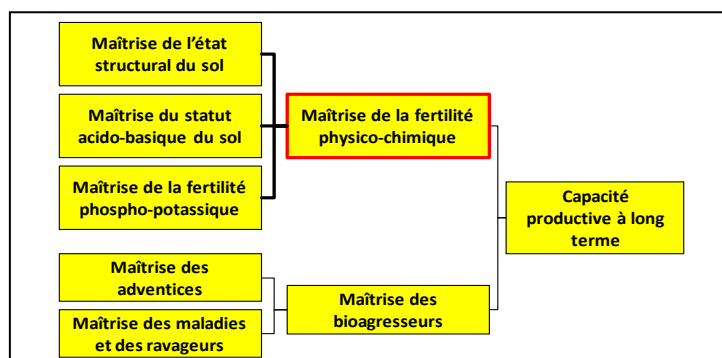 Maîtrise de l'état
structural du sol
Maîtrise du statut
acido-basique du sol
Maîtrise de la fertilité
phospho-potassique
Maîtrise de la fertilité
physico-chimique
Capacité
productive à long
terme
Maîtrise des
adventices
Maîtrise des maladies
et des ravageurs
Maîtrise des
bioagresseurs